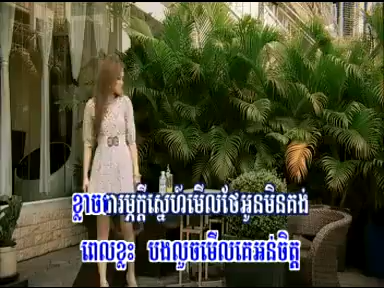 ខ្លាចជារម្ភក្ដីស្នេហ៍មើលថែអូនមិនគង់
ពេលខ្លះ បងលួចមើលគេអន់ចិត្ត